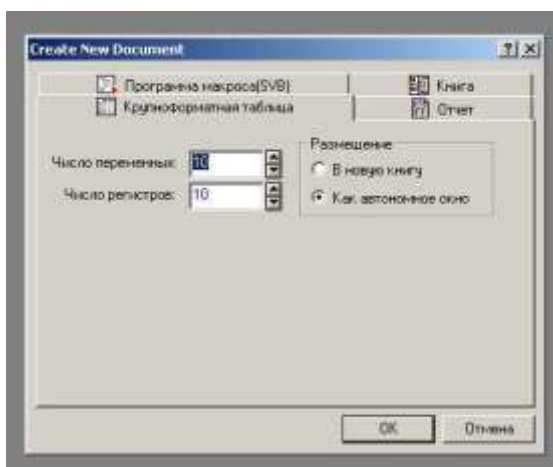 Create New Document
Программа макроса(SVB)
Книга
Крупноформатная таблица
Отчет
Число переменных: 10
Число регистров: 10
Размещение
В новую книгу
Как автономное окно
OK
Отмена